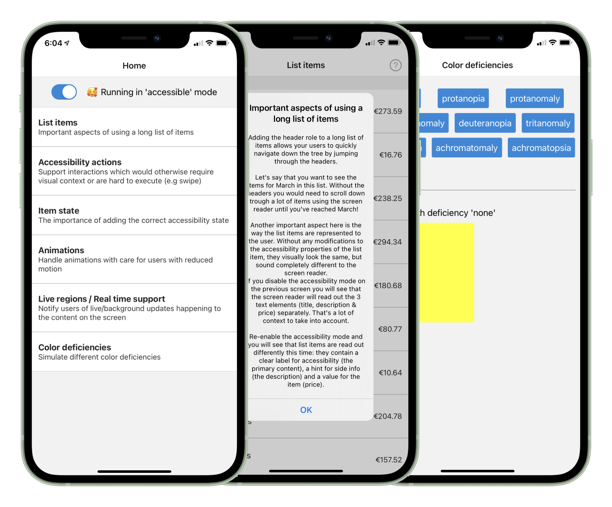 6:04
Home
Running in 'accessible' mode
List items
Important aspects of using a long list of items
Accessibility actions
Support interactions which would otherwise require
visual context or are hard to execute (e.g swipe)
Item state
The importance of adding the correct accessibility state
Animations
Handle animations with care for users with reduced
motion
Live regions / Real time support
Notify users of live/background updates happening to
the content on the screen
Color deficiencies
Simulate different color deficiencies
List items
?
Important aspects of using a
long list of items
Adding the header role to a long list of
items allows your users to quickly
navigate down the tree by jumping
through the headers.
Let's say that you want to see the
items for March in this list. Without the
headers you would need to scroll down
trough a lot of items using the screen
reader until you've reached March!
Another important aspect here is the
way the list items are represented to
the user. Without any modifications to
the accessibility properties of the list
item, they visually look the same, but
sound completely different to the
screen reader.
If you disable the accessibility mode on
the previous screen you will see that
the screen reader will read out the 3
text elements (title, description &
price) separately. That's a lot of
context to take into account.
Re-enable the accessibility mode and
you will see that list items are read out
differently this time: they contain a
clear label for accessibility (the
primary content), a hint for side info
(the description) and a value for the
item (price).
OK
€273.59
€16.76
€238.25
€294.34
€180.68
€80.77
€10.64
€204.78
s
€157.52
Color deficiencies
protanopia
protanomaly
omaly
deuteranopia
tritanomaly
achromatomaly
achromatopsia
h deficiency 'none'